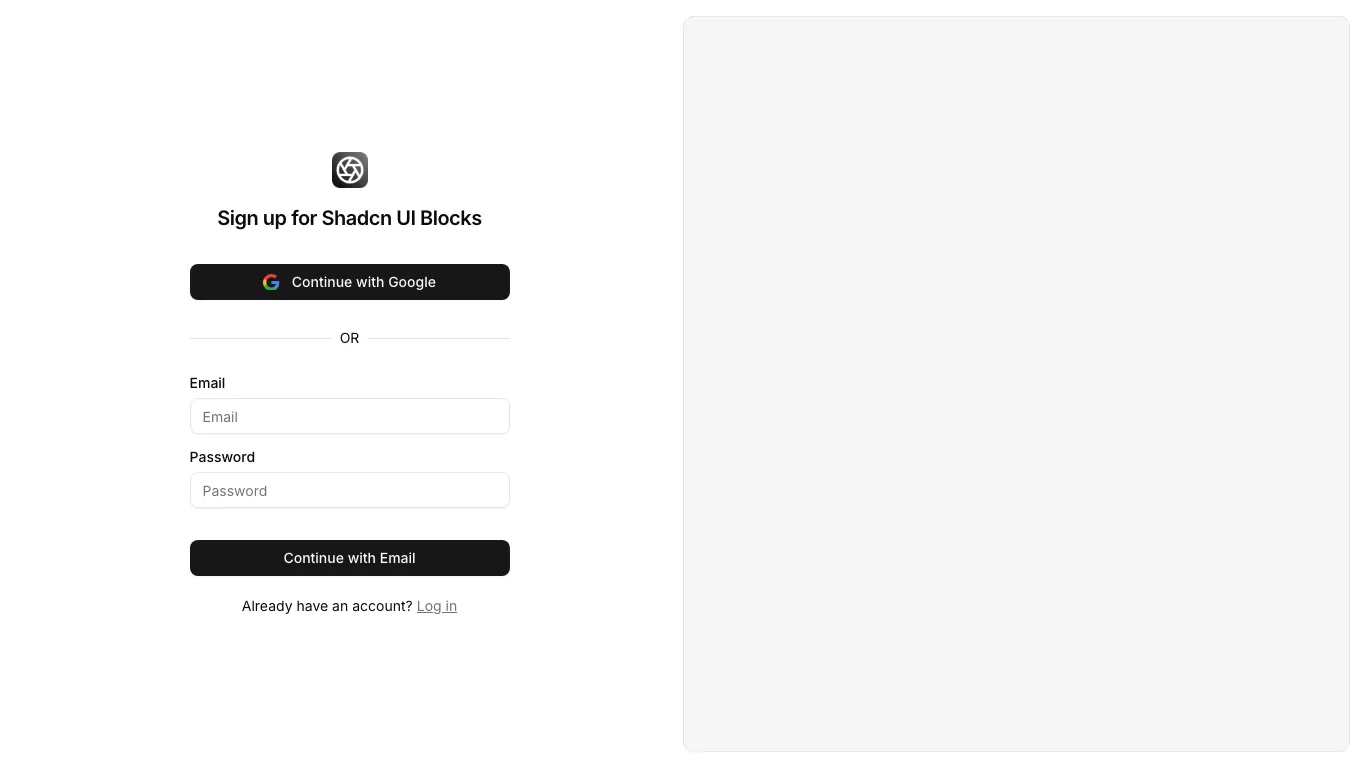 Sign up for Shadcn UI Blocks
Continue with Google
OR
Email
Email
Password
Password
Continue with Email
Already have an account? Log in